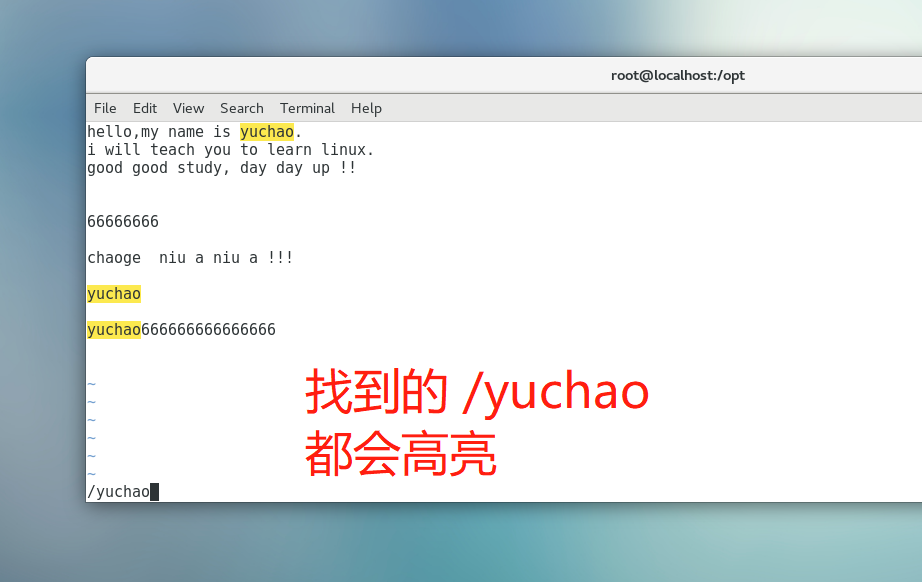 root@localhost:/opt
File Edit View Search Terminal Help
hello,my name is yuchao.
i will teach you to learn linux.
good good study, day day up !!
66666666
chaoge  niu a niu a !!!
yuchao
yuchao666666666666666
~
~
~
~
~
~
/yuchao
找到的 /yuchao
都会高亮